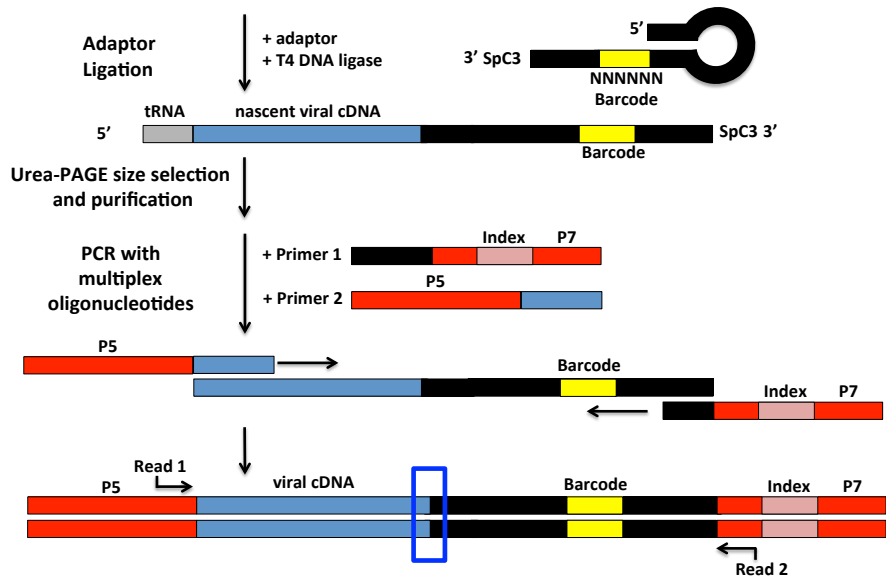 Adaptor
Ligation
+ adaptor
+ T4 DNA ligase
5’
3’ SpC3
NNNNNN
Barcode
tRNA
nascent viral cDNA
5’
SpC3 3’
Barcode
Urea-PAGE size selection
and purification
PCR with
multiplex
oligonucleotides
+ Primer 1
Index
P7
+ Primer 2
P5
P5
Barcode
Index
P7
Read 1
P5
viral cDNA
Barcode
Index
P7
Read 2